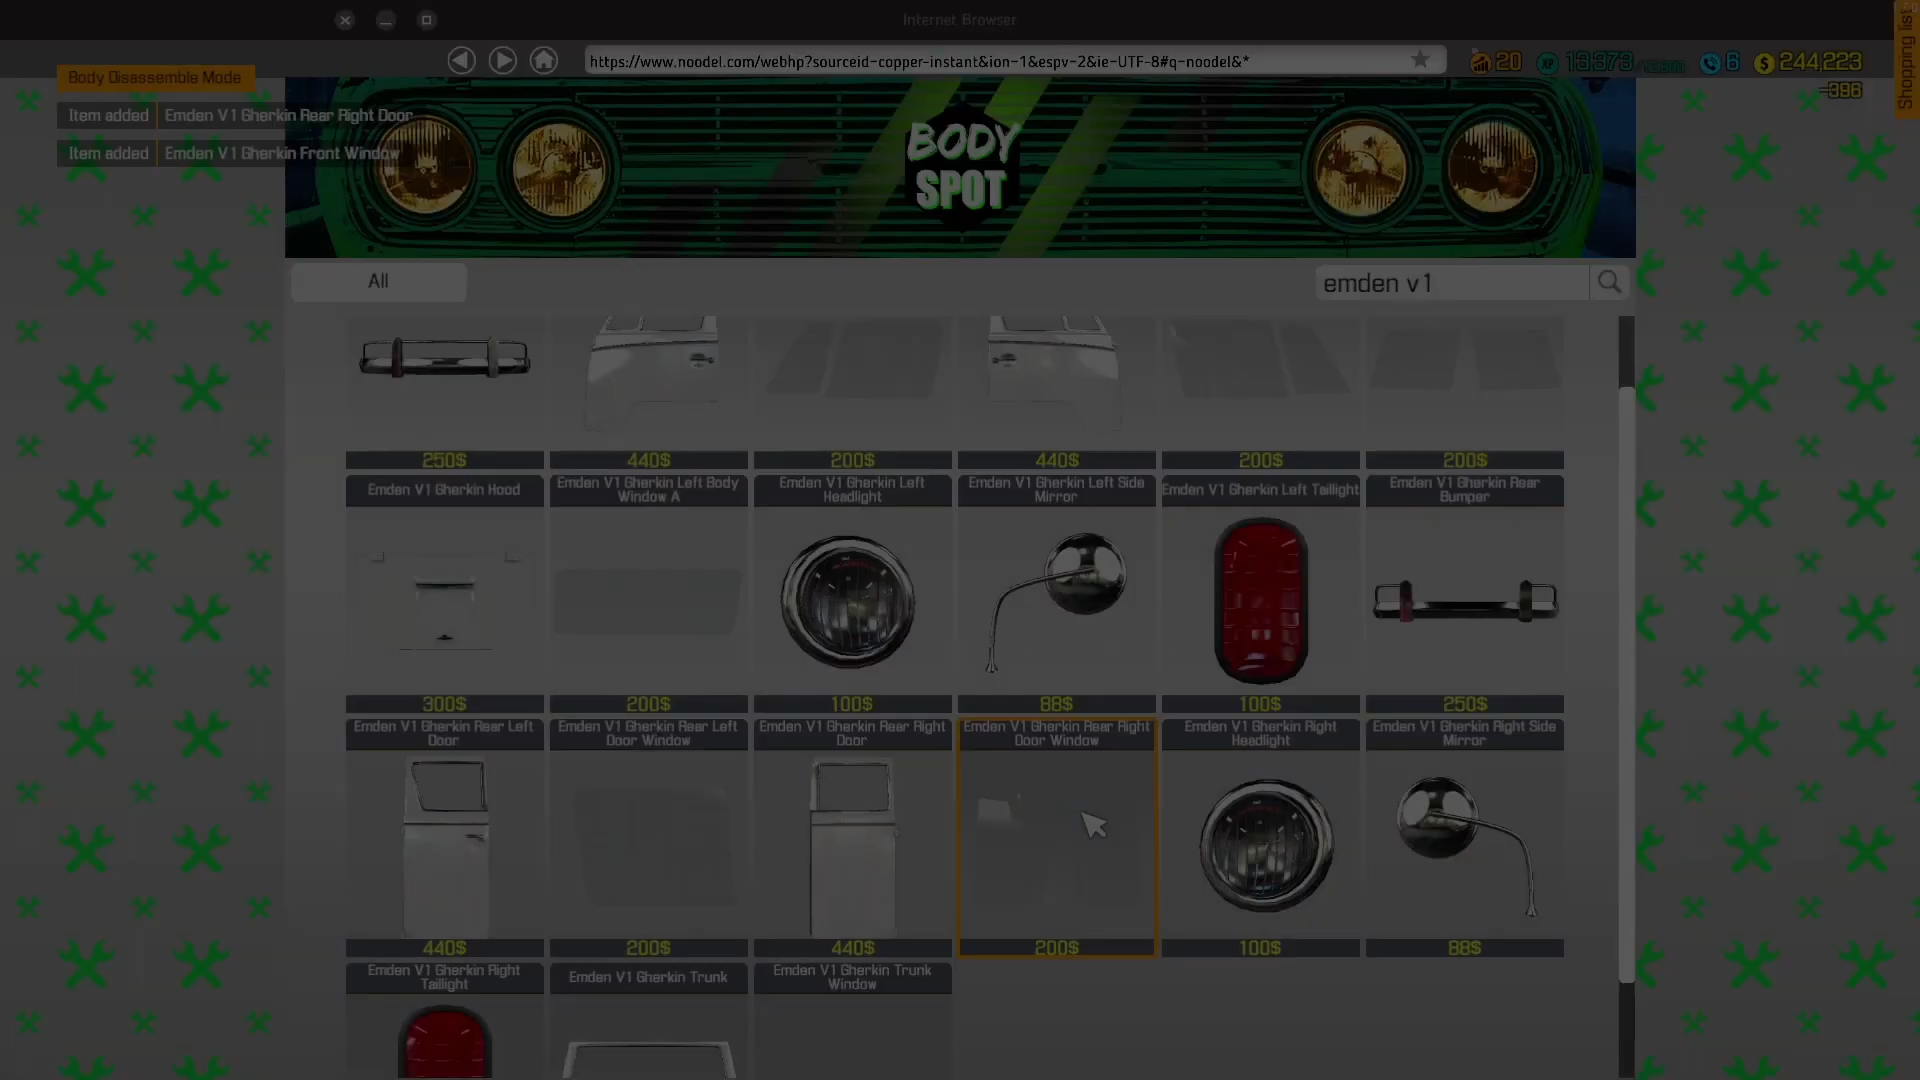 Internet Browser
Shopping list
https://www.noodel.com/webhp?sourceid-copper-instant&ion-1&espv-2&ie-UTF-8#q-noodel&*
20
XP 13373
6
$ 244223
-396
Body Disassemble Mode
Item added Emden V1 Gherkin Rear Right Door
Item added Emden V1 Gherkin Front Window
BODY
SPOT
All
emden v1
250$ 440$ 200$ 440$ 200$ 200$
Emden V1 Gherkin Hood
Emden V1 Gherkin Left Body
Window A
Emden V1 Gherkin Left
Headlight
Emden V1 Gherkin Left Side
Mirror
Emden V1 Gherkin Left Taillight
Emden V1 Gherkin Rear
Bumper
300$ 200$ 100$ 88$ 100$ 250$
Emden V1 Gherkin Rear Left
Door
Emden V1 Gherkin Rear Left
Door Window
Emden V1 Gherkin Rear Right
Door
Emden V1 Gherkin Rear Right
Door Window
Emden V1 Gherkin Right
Headlight
Emden V1 Gherkin Right Side
Mirror
440$ 200$ 440$ 200$ 100$ 88$
Emden V1 Gherkin Right
Taillight
Emden V1 Gherkin Trunk
Emden V1 Gherkin Trunk
Window